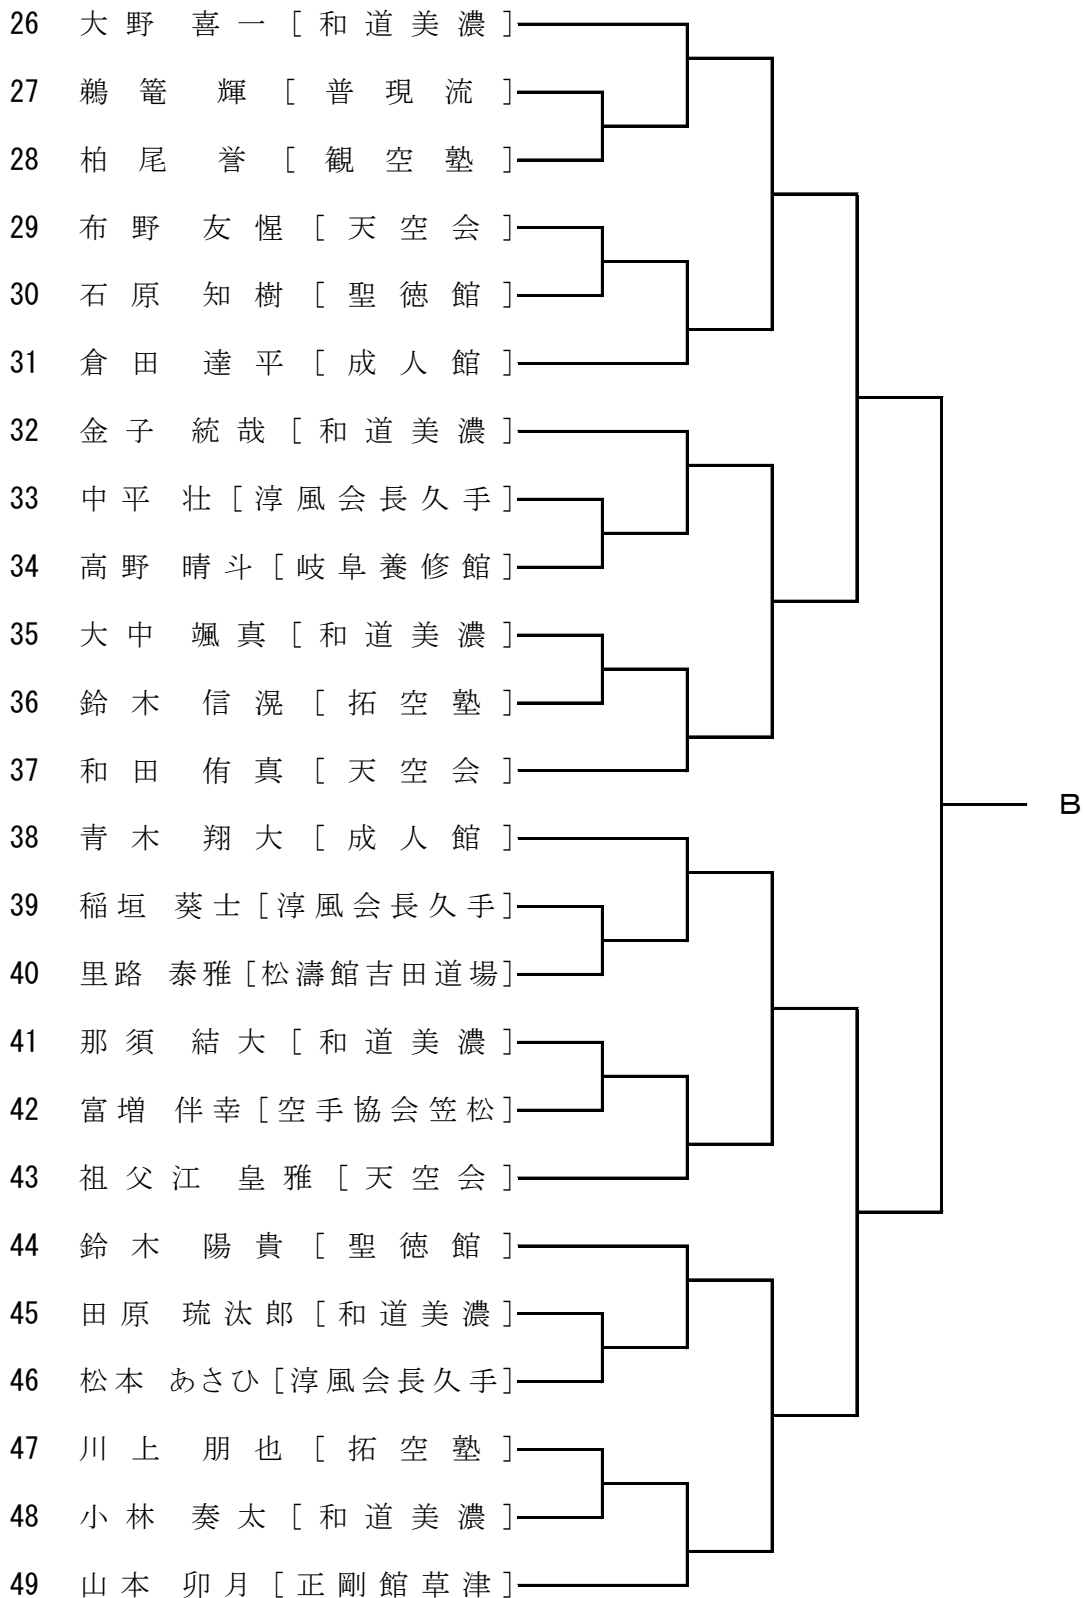 26 大野 喜一 [和道美濃]
27 鵜篭 輝 [普現流]
28 柏尾 誉 [観空塾]
29 布野 友惺 [天空会]
30 石原 知樹 [聖徳館]
31 倉田 達平 [成人館]
32 金子 統哉 [和道美濃]
33 中平 壮 [淳風会長久手]
34 高野 晴斗 [岐阜養修館]
35 大中 颯真 [和道美濃]
36 鈴木 信滉 [拓空塾]
37 和田 侑真 [天空会]
B
38 青木 翔大 [成人館]
39 稲垣 葵士 [淳風会長久手]
40 里路 泰雅 [松濤館吉田道場]
41 那須 結大 [和道美濃]
42 富増 伴幸 [空手協会笠松]
43 祖父江 皇雅 [天空会]
44 鈴木 陽貴 [聖徳館]
45 田原 琉汰郎 [和道美濃]
46 松本 あさひ [淳風会長久手]
47 川上 朋也 [拓空塾]
48 小林 奏太 [和道美濃]
49 山本 卯月 [正剛館草津]